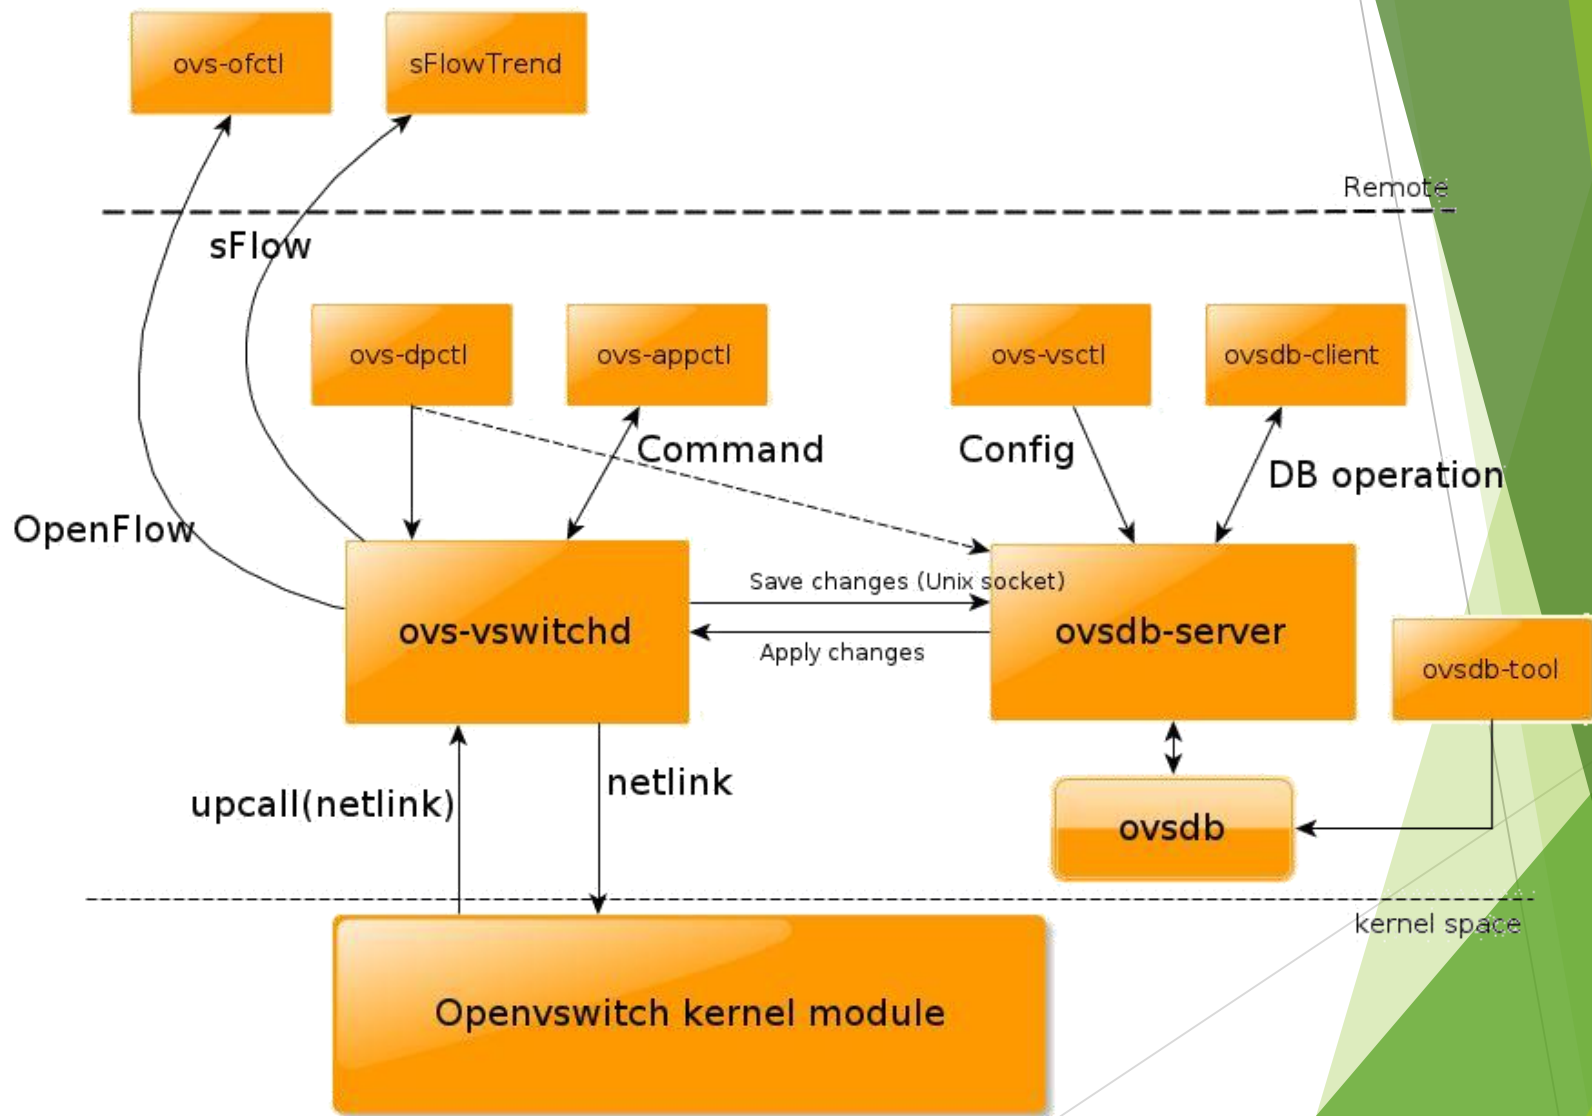 ovs-ofctl
sFlowTrend
Remote
sFlow
ovs-dpctl
ovs-appctl
ovs-vsctl
ovsdb-client
Command
Config
DB operation
OpenFlow
Save changes (Unix socket)
ovs-vswitchd
ovsdb-server
Apply changes
ovsdb-tool
netlink
upcall(netlink)
ovsdb
kernel space
Openvswitch kernel module